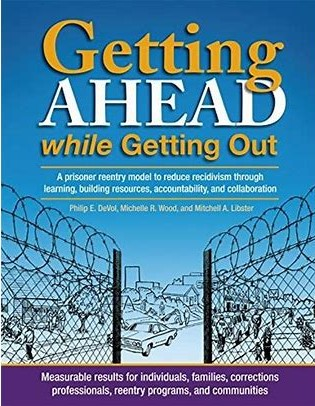 Getting
AHEAD
while Getting Out
A prisoner reentry model to reduce recidivism through
learning, building resources, accountability, and collaboration
Philip E. DeVol, Michelle R. Wood, and Mitchell A. Libster
Measurable results for individuals, families, corrections
professionals, reentry programs, and communities